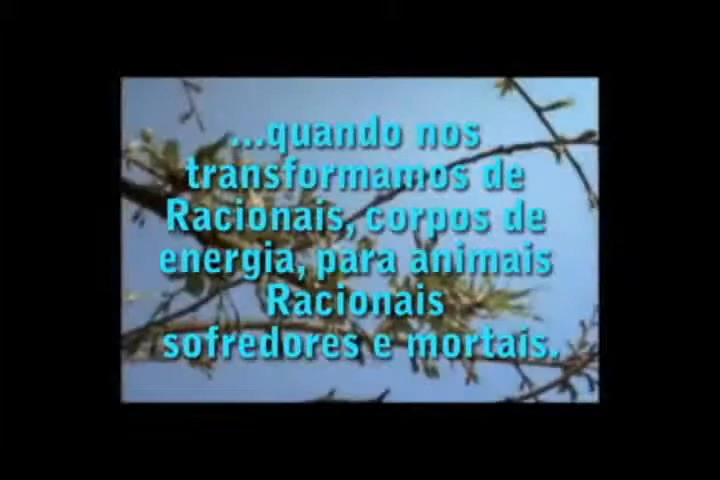 ...quando nos
transformamos de
Racionais, corpos de
energia, para animais
Racionais
sofredores e mortais.